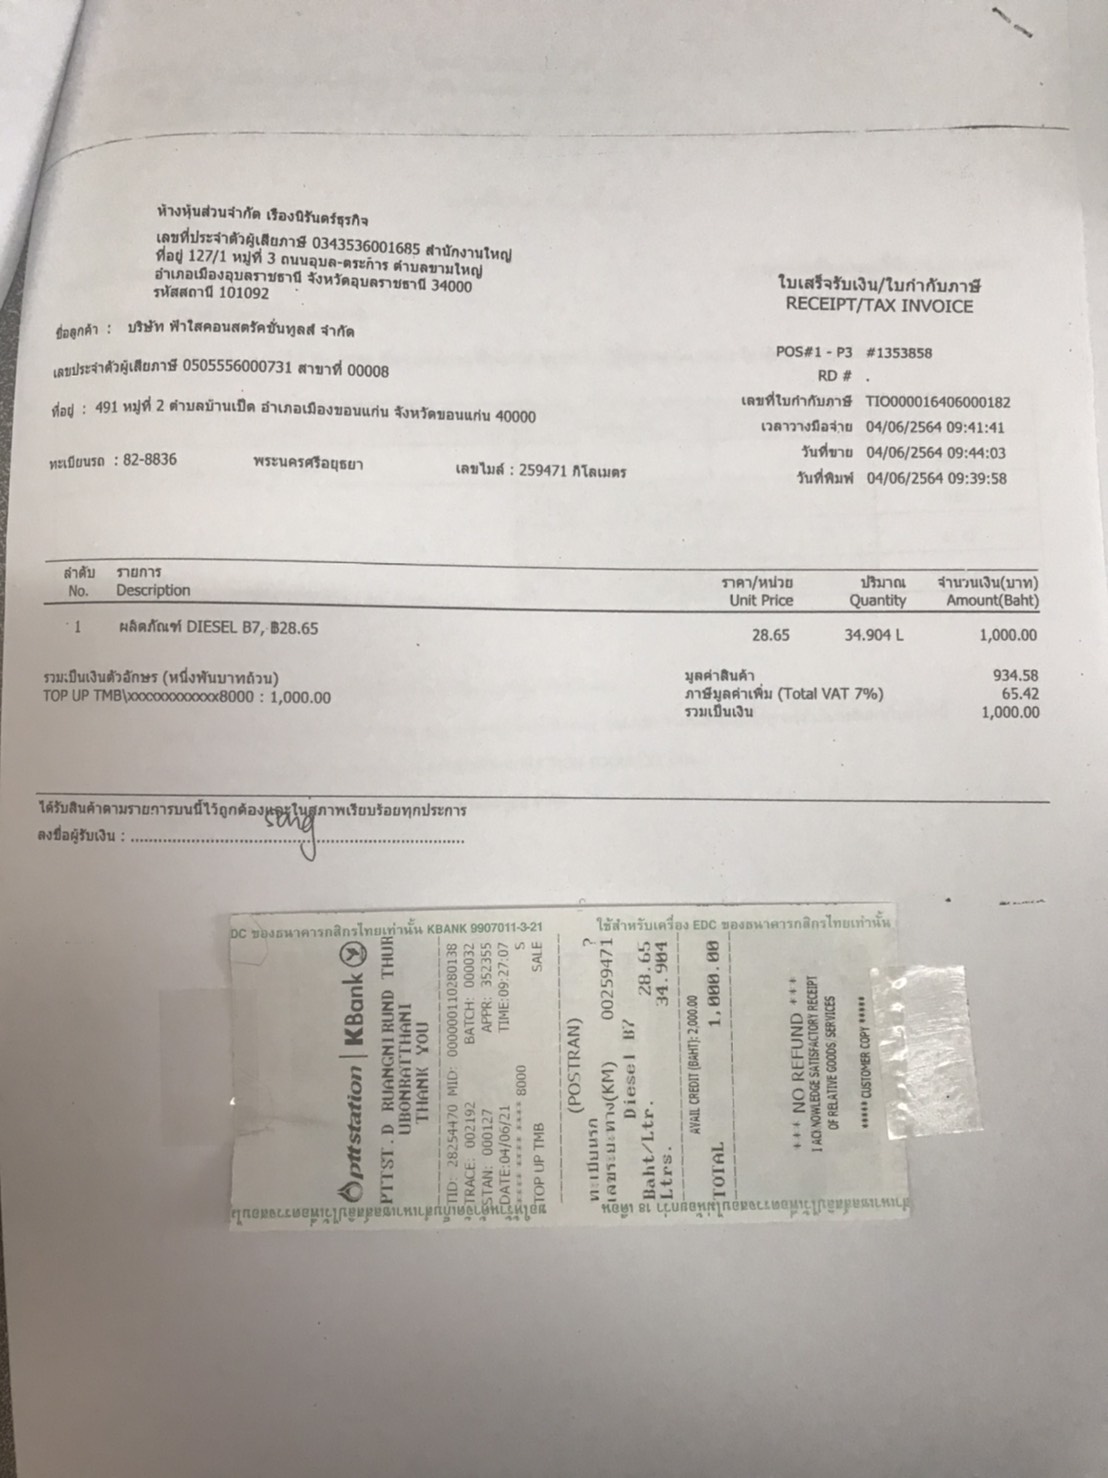 ห้างหุ้นส่วนจำกัด เรืองนิรันดร์ธุรกิจ
เลขที่ประจำตัวผู้เสียภาษี 0343536001685 สำนักงานใหญ่
ที่อยู่ 127/1 หมู่ที่ 3 ถนนอุบล-ตระการ ตำบลขามใหญ่
อำเภอเมืองอุบลราชธานี จังหวัดอุบลราชธานี 34000
รหัสสถานี 101092
ใบเสร็จรับเงิน/ใบกำกับภาษี
RECEIPT/TAX INVOICE
ชื่อลูกค้า : บริษัท ฟ้าใสคอนสตรัคชั่นทูลส์ จำกัด
เลขประจำตัวผู้เสียภาษี 0505556000731 สาขาที่ 00008
ที่อยู่ : 491 หมู่ที่ 2 ตำบลบ้านเป็ด อำเภอเมืองขอนแก่น จังหวัดขอนแก่น 40000
ทะเบียนรถ : 82-8836 พระนครศรีอยุธยา เลขไมล์ : 259471 กิโลเมตร
POS#1 - P3 #1353858
RD # .
เลขที่ใบกำกับภาษี TIO000016406000182
เวลาวางมือจ่าย 04/06/2564 09:41:41
วันที่ขาย 04/06/2564 09:44:03
วันที่พิมพ์ 04/06/2564 09:39:58
ลำดับ รายการ ราคา/หน่วย ปริมาณ จำนวนเงิน(บาท)
No. Description Unit Price Quantity Amount(Baht)
1 ผลิตภัณฑ์ DIESEL B7, ฿28.65 28.65 34.904 L 1,000.00
รวมเป็นเงินตัวอักษร (หนึ่งพันบาทถ้วน) มูลค่าสินค้า 934.58
TOP UP TMB\xxxxxxxxxxxx8000 : 1,000.00 ภาษีมูลค่าเพิ่ม (Total VAT 7%) 65.42
รวมเป็นเงิน 1,000.00
ได้รับสินค้าตามรายการบนนี้ไว้ถูกต้องและในสภาพเรียบร้อยทุกประการ
ลงชื่อผู้รับเงิน : song
DC ของธนาคารกสิกรไทยเท่านั้น KBANK 9907011-3-21 ใช้สำหรับเครื่อง EDC ของธนาคารกสิกรไทยเท่านั้น
pttstation | KBank
PTTST. D RUANGNIRUND THUR
UBONRATTHANI
THANK YOU
TID: 28254470 MID: 000000110280138
TRACE: 002192 BATCH: 000032
STAN: 000127 APPR: 352355
DATE:04/06/21 TIME:09:27:07
**** **** **** 8000 S
TOP UP TMB SALE
(POSTRAN)
ทะเบียนรถ ?
เลขระยะทาง(KM) 00259471
Diesel B7
Baht/Ltr. 28.65
Ltrs. 34.904
AVAIL CREDIT (BAHT): 2,000.00
TOTAL 1,000.00
*** NO REFUND ***
I ACKNOWLEDGE SATISFACTORY RECEIPT
OF RELATIVE GOODS/SERVICES
***** CUSTOMER COPY *****